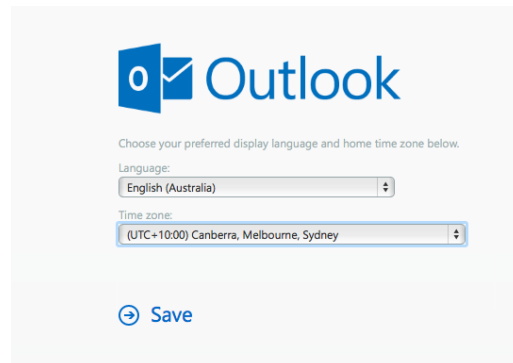 Outlook
Choose your preferred display language and home time zone below.
Language:
English (Australia)
Time zone:
(UTC+10:00) Canberra, Melbourne, Sydney
Save